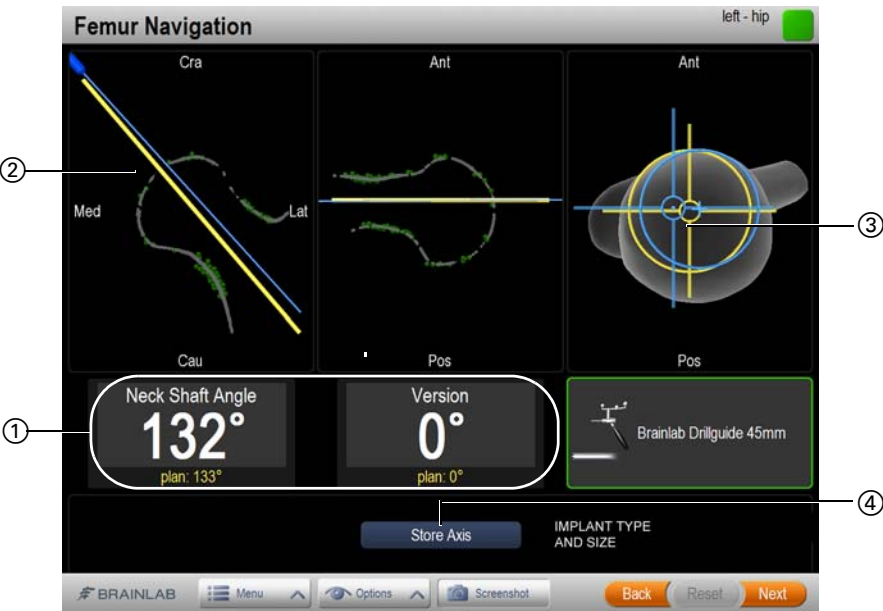 Femur Navigation
left - hip
Cra
Ant
Ant
②
Med
Lat
③
Cau
Pos
Pos
①
Neck Shaft Angle
132°
plan: 133°
Version
0°
plan: 0°
Brainlab Drillguide 45mm
④
Store Axis
IMPLANT TYPE
AND SIZE
BRAINLAB
Menu
Options
Screenshot
Back
Reset
Next